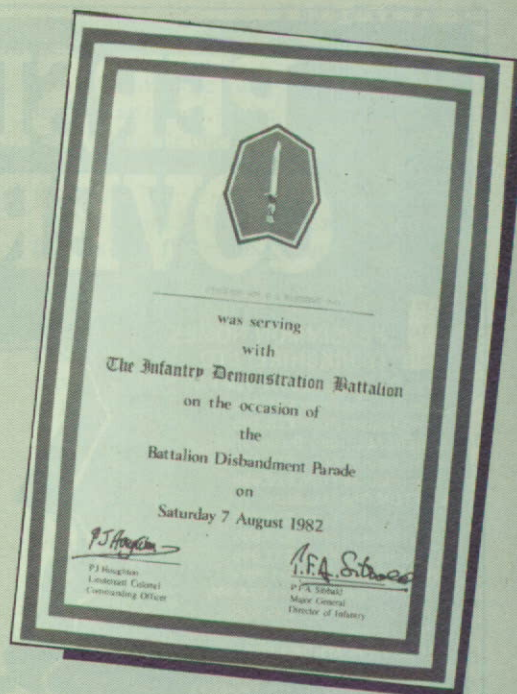 was serving
with
The Infantry Demonstration Battalion
on the occasion of
the
Battalion Disbandment Parade
on
Saturday 7 August 1982
P J Houghton
Lieutenant Colonel
Commanding Officer
P F A Sibbald
Major General
Director of Infantry